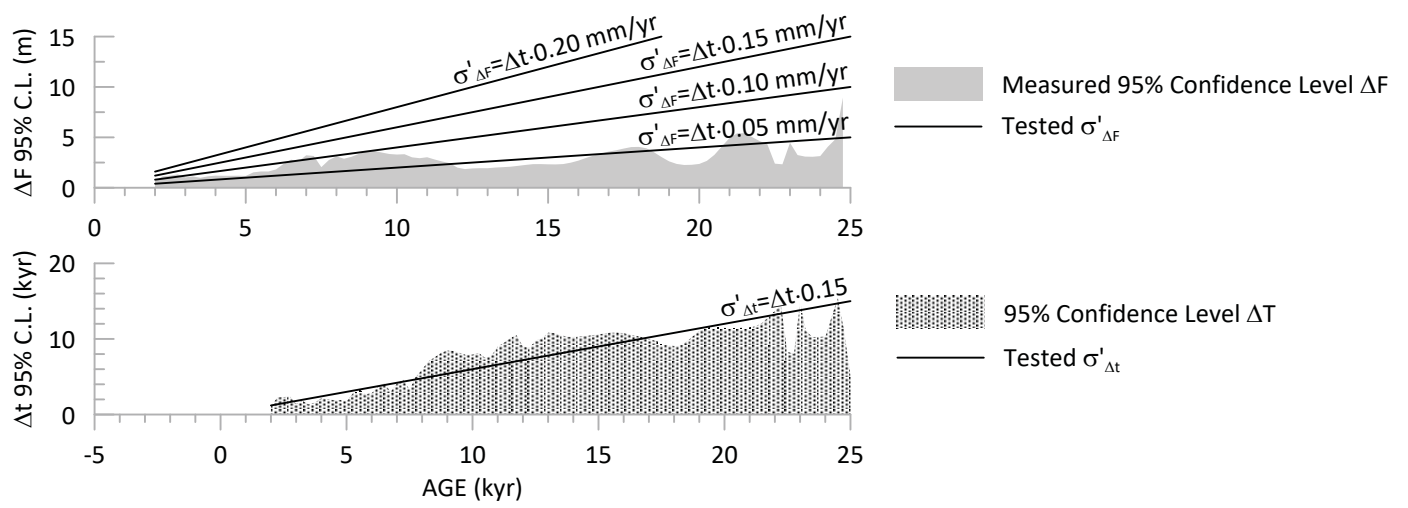 ΔF 95% C.L. (m)
15
10
5
0
0
5
10
15
20
25
σ'ΔF=Δt·0.20 mm/yr
σ'ΔF=Δt·0.15 mm/yr
σ'ΔF=Δt·0.10 mm/yr
σ'ΔF=Δt·0.05 mm/yr
Measured 95% Confidence Level ΔF
Tested σ'ΔF
Δt 95% C.L. (kyr)
20
10
0
-5
0
5
10
15
20
25
AGE (kyr)
σ'Δt=Δt·0.15
95% Confidence Level ΔT
Tested σ'Δt